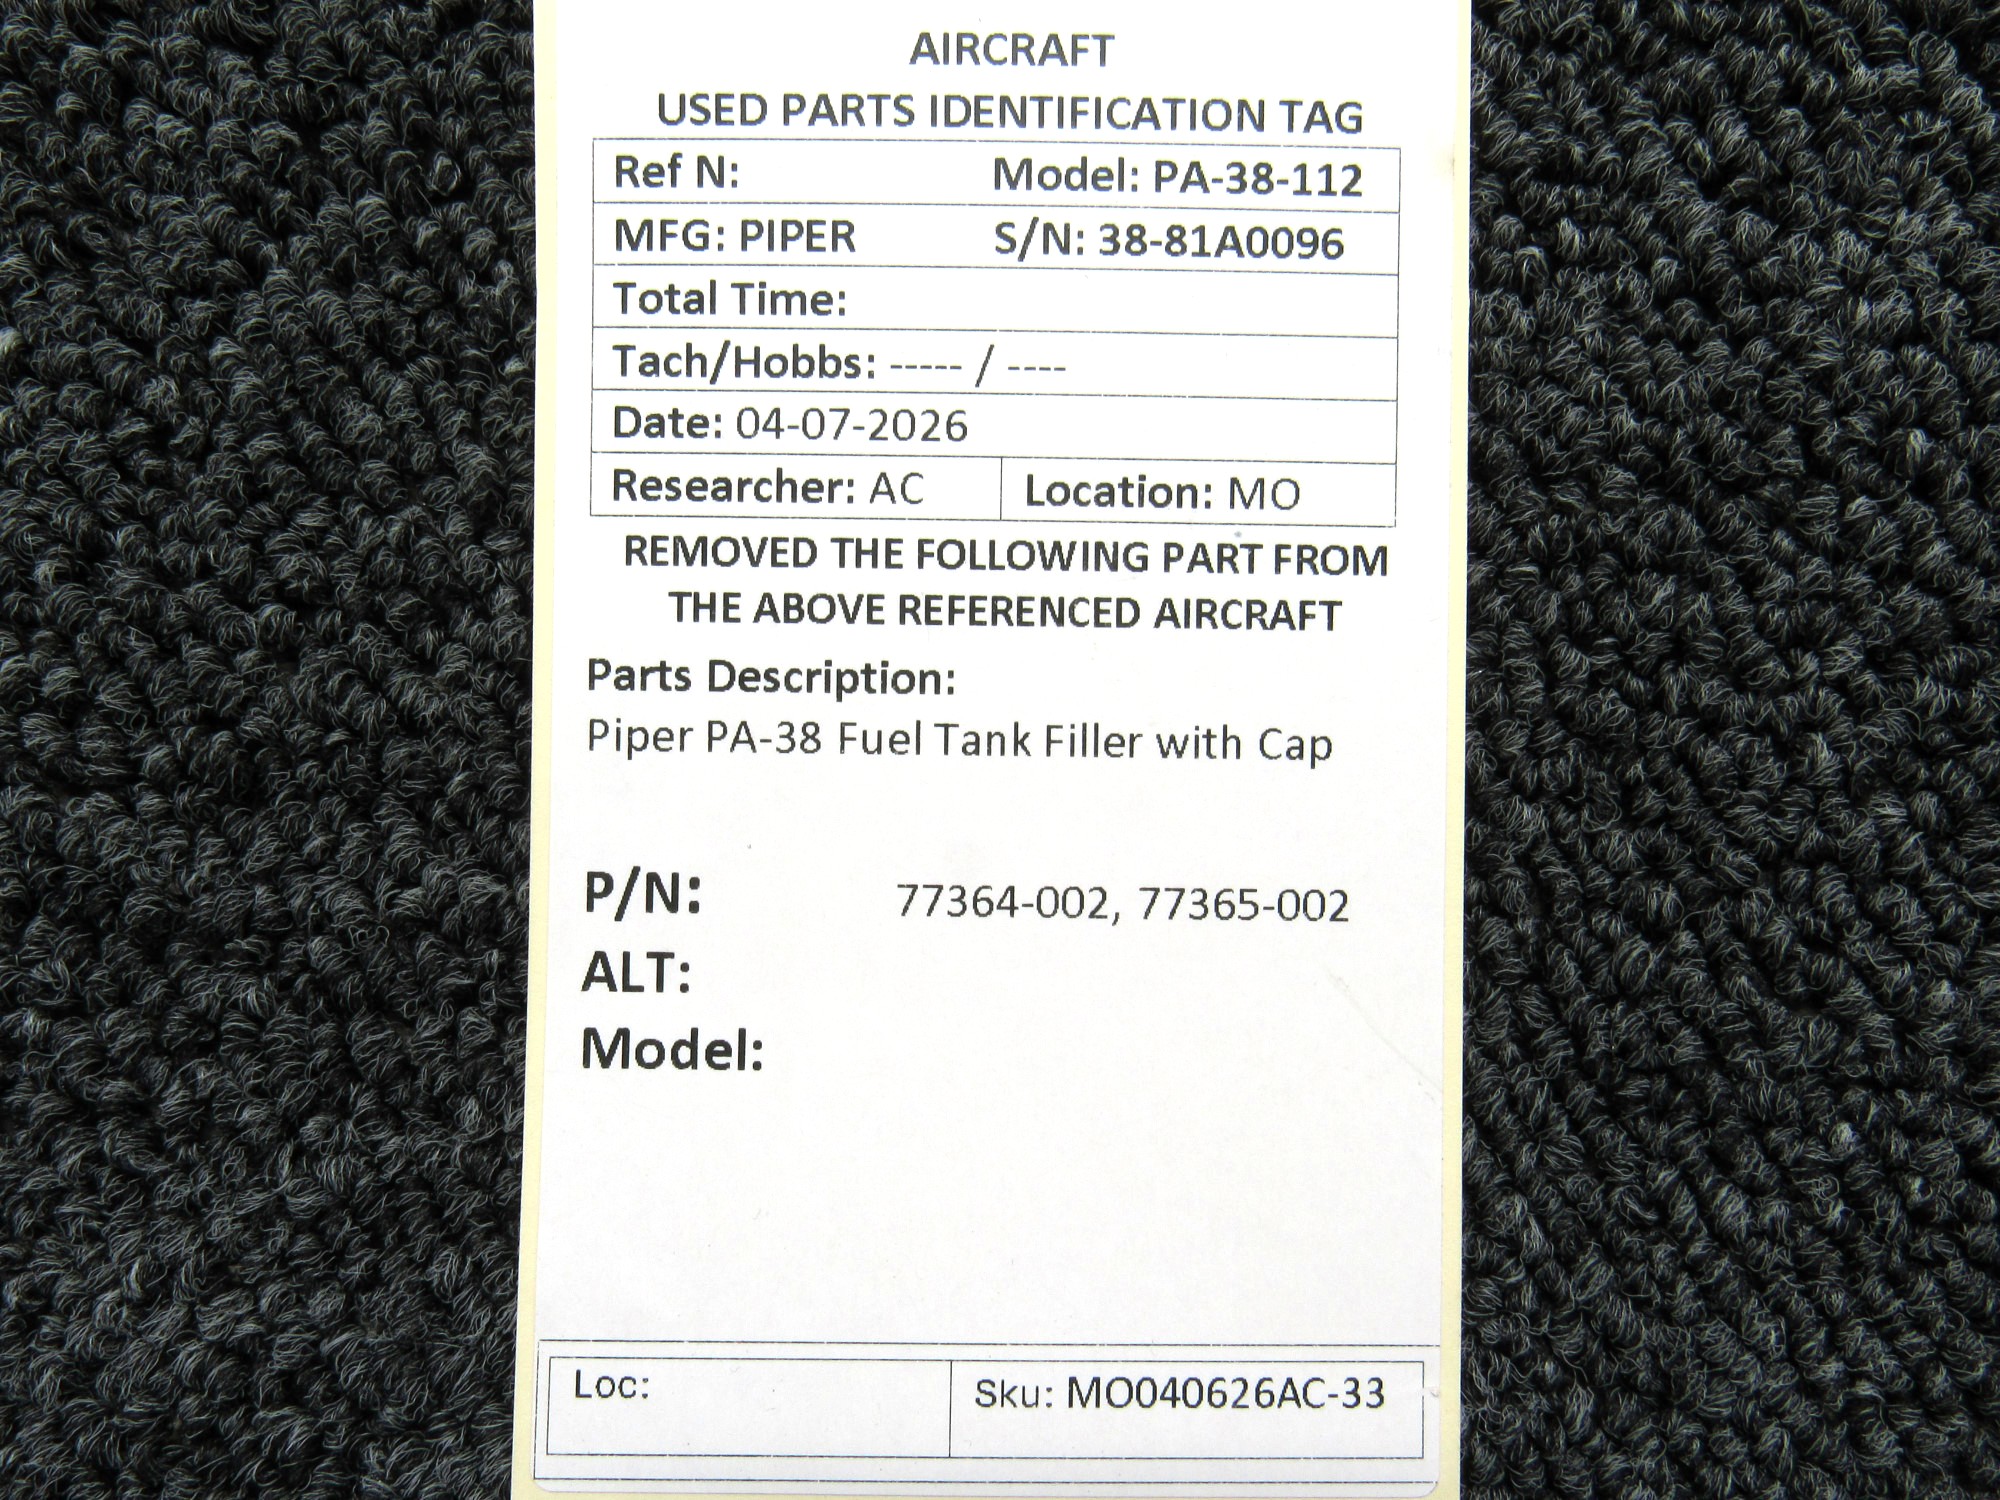 AIRCRAFT
USED PARTS IDENTIFICATION TAG
Ref N: Model: PA-38-112
MFG: PIPER S/N: 38-81A0096
Total Time:
Tach/Hobbs: ----- / ----
Date: 04-07-2026
Researcher: AC Location: MO
REMOVED THE FOLLOWING PART FROM
THE ABOVE REFERENCED AIRCRAFT
Parts Description:
Piper PA-38 Fuel Tank Filler with Cap
P/N: 77364-002, 77365-002
ALT:
Model:
Loc: Sku: MO040626AC-33